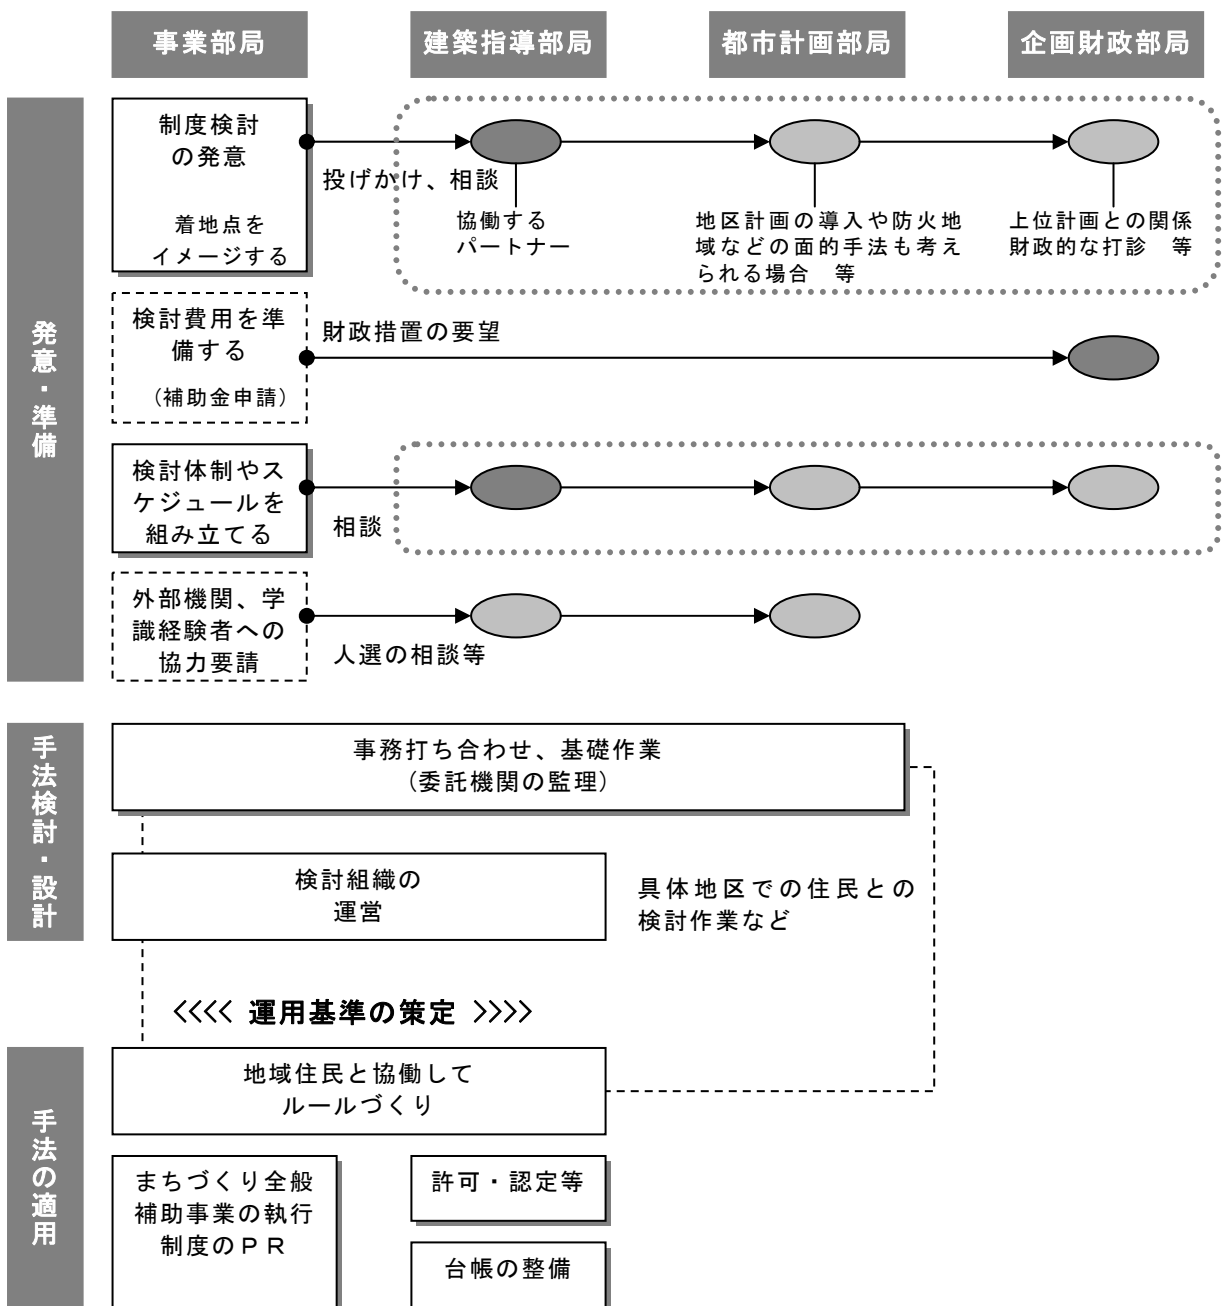 事業部局
建築指導部局
都市計画部局
企画財政部局
発意・準備
制度検討
の発意
着地点を
イメージする
投げかけ、相談
協働する
パートナー
地区計画の導入や防火地
域などの面的手法も考え
られる場合　等
上位計画との関係
財政的な打診　等
検討費用を準
備する
（補助金申請）
財政措置の要望
検討体制やス
ケジュールを
組み立てる
相談
外部機関、学
識経験者への
協力要請
人選の相談等
手法検討・設計
事務打ち合わせ、基礎作業
（委託機関の監理）
検討組織の
運営
具体地区での住民との
検討作業など
<<<< 運用基準の策定 >>>>
手法の適用
地域住民と協働して
ルールづくり
まちづくり全般
補助事業の執行
制度のＰＲ
許可・認定等
台帳の整備